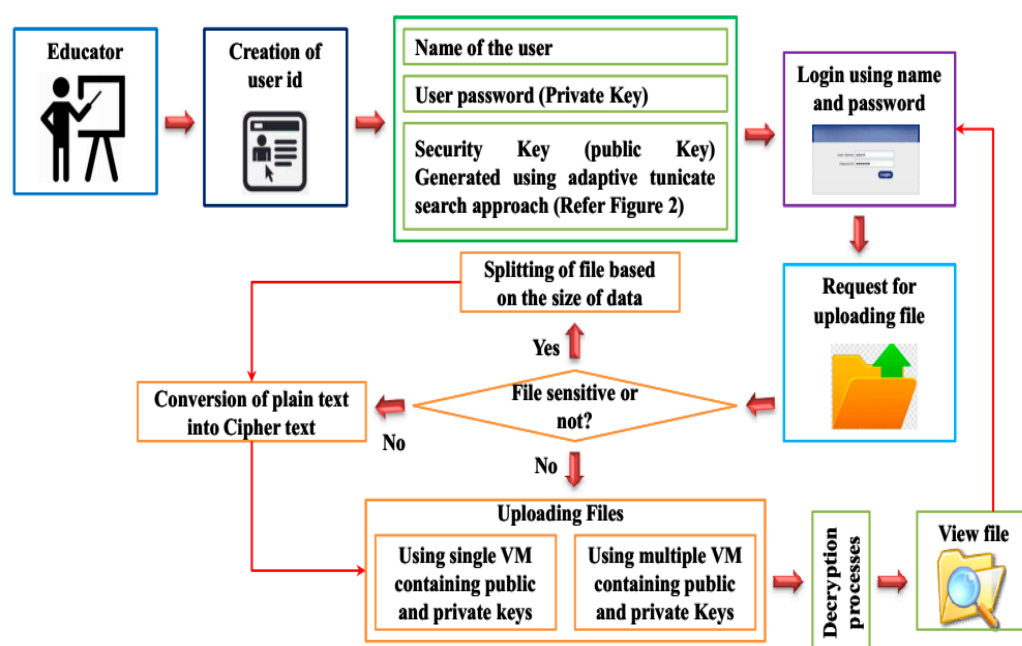 Educator
Creation of
user id
Name of the user
User password (Private Key)
Security Key (public Key)
Generated using adaptive tunicate
search approach (Refer Figure 2)
Login using name
and password
Login
Splitting of file based
on the size of data
Request for
uploading file
Yes
File sensitive or
not?
Conversion of plain text
into Cipher text
No
No
Uploading Files
Using single VM
containing public
and private keys
Using multiple VM
containing public
and private Keys
Decryption
processes
View file